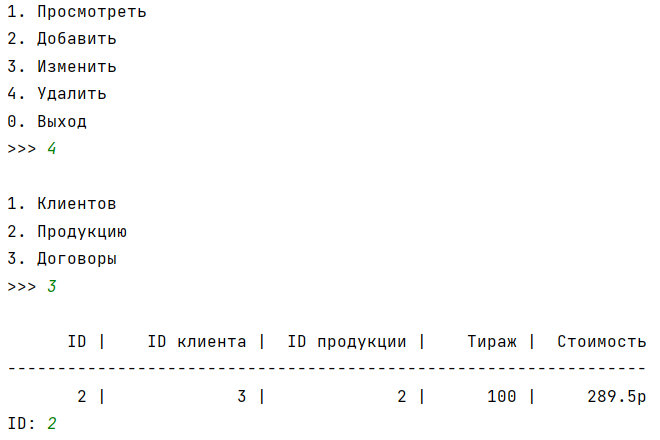 1. Просмотреть
2. Добавить
3. Изменить
4. Удалить
0. Выход
>>> 4
1. Клиентов
2. Продукцию
3. Договоры
>>> 3
ID | ID клиента | ID продукции | Тираж | Стоимость
----------------------------------------------------------------
2 | 3 | 2 | 100 | 289.5р
ID: 2